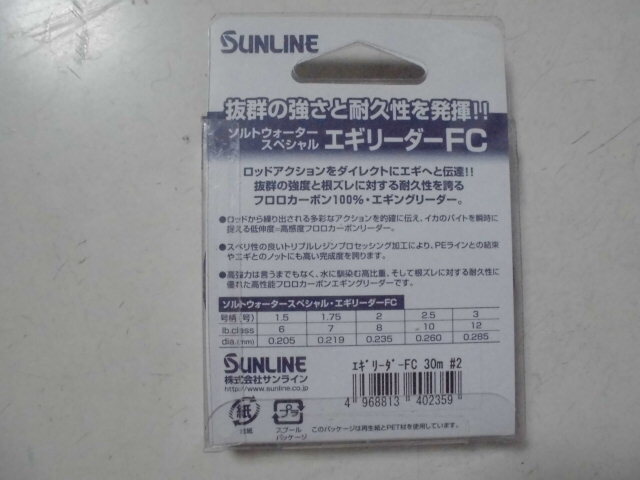 SUNLINE
抜群の強さと耐久性を発揮!!
ソルトウォーター
スペシャル エギリーダーFC
ロッドアクションをダイレクトにエギへと伝達!!
抜群の強度と根ズレに対する耐久性を誇る
フロロカーボン100%・エギングリーダー。
●ロッドから繰り出される多彩なアクションを的確に伝え、イカのバイトを瞬時に
捉える低伸度=高感度フロロカーボンリーダー。
●スベリ性の良いトリプルレジンプロセッシング加工により、PEラインとの結束
やエギとのノットにも高い完成度を誇ります。
●高強力は言うまでもなく、水に馴染む高比重、そして根ズレに対する耐久性に
優れた高性能フロロカーボンエギングリーダーです。
ソルトウォータースペシャル・エギリーダーFC
号柄(号) 1.5 1.75 2 2.5 3
lb.class 6 7 8 10 12
dia.(mm) 0.205 0.219 0.235 0.260 0.285
SUNLINE
株式会社サンライン
www.sunline.co.jp
エギリーダーFC 30m #2
4 968813 402359
紙
台紙
プラ
スプール
パッケージ
このパッケージは再生紙とPET材を使用しています。